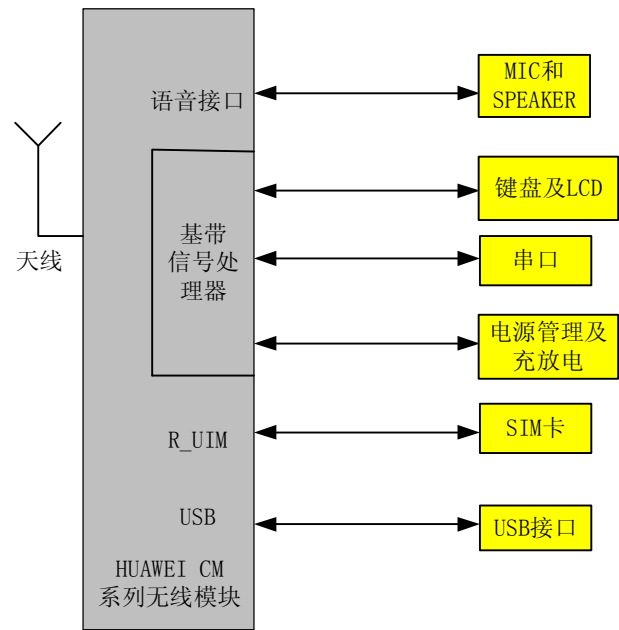 语音接口
MIC和
SPEAKER
天线
基带
信号处
理器
键盘及LCD
串口
电源管理及
充放电
R_UIM
SIM卡
USB
USB接口
HUAWEI CM
系列无线模块